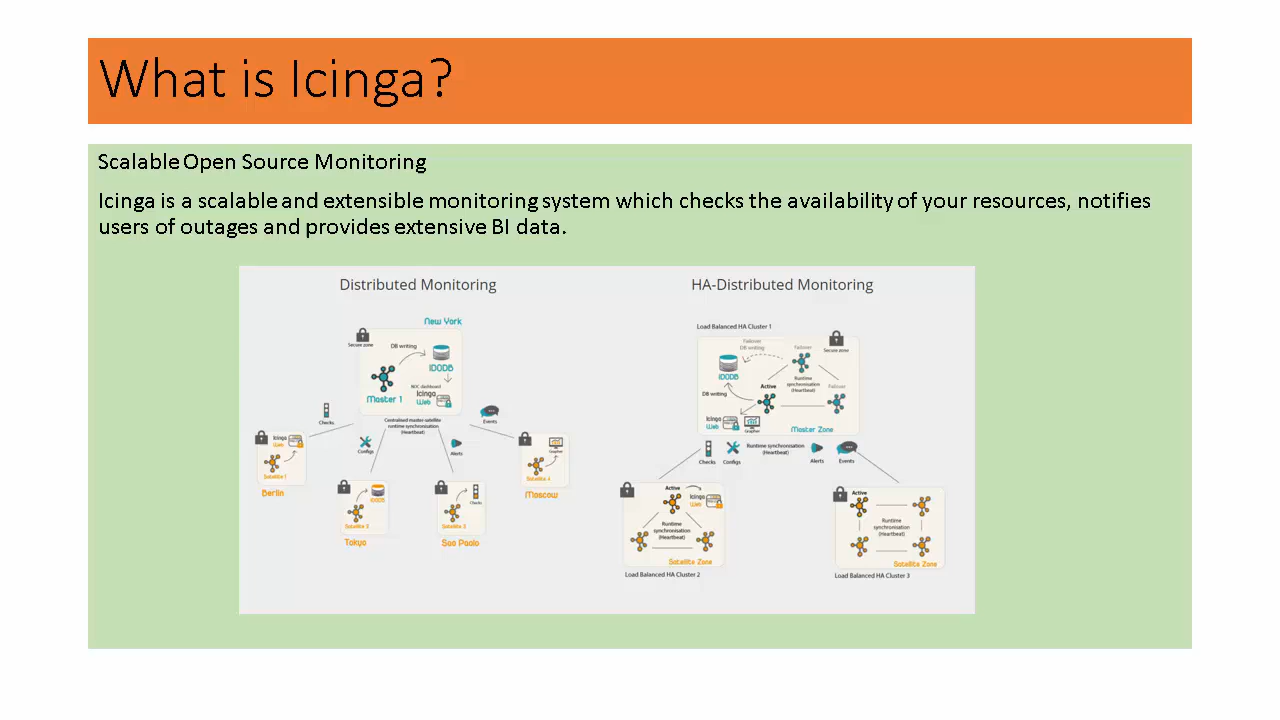 What is Icinga?
Scalable Open Source Monitoring
Icinga is a scalable and extensible monitoring system which checks the availability of your resources, notifies
users of outages and provides extensive BI data.
Distributed Monitoring
New York
Secure zone
DB writing
IDODB
NOC dashboard
Icinga
Web
Master 1
Checks
Centralised master-satellite
runtime synchronisation
(Heartbeat)
Events
Configs
Alerts
Icinga
Web
Satellite 1
Berlin
IDODB
Satellite 2
Tokyo
Checks
Satellite 3
Sao Paolo
Grapher
Satellite 4
Moscow
HA-Distributed Monitoring
Load Balanced HA Cluster 1
Failover
DB writing
Failover
Secure zone
IDODB
Runtime
synchronisation
(Heartbeat)
Active
Failover
DB writing
Icinga
Web
Grapher
Master Zone
Checks
Configs
Runtime synchronisation
(Heartbeat)
Alerts
Events
Active
Icinga
Web
Runtime
synchronisation
(Heartbeat)
Satellite Zone
Load Balanced HA Cluster 2
Active
Runtime
synchronisation
(Heartbeat)
Satellite Zone
Load Balanced HA Cluster 3